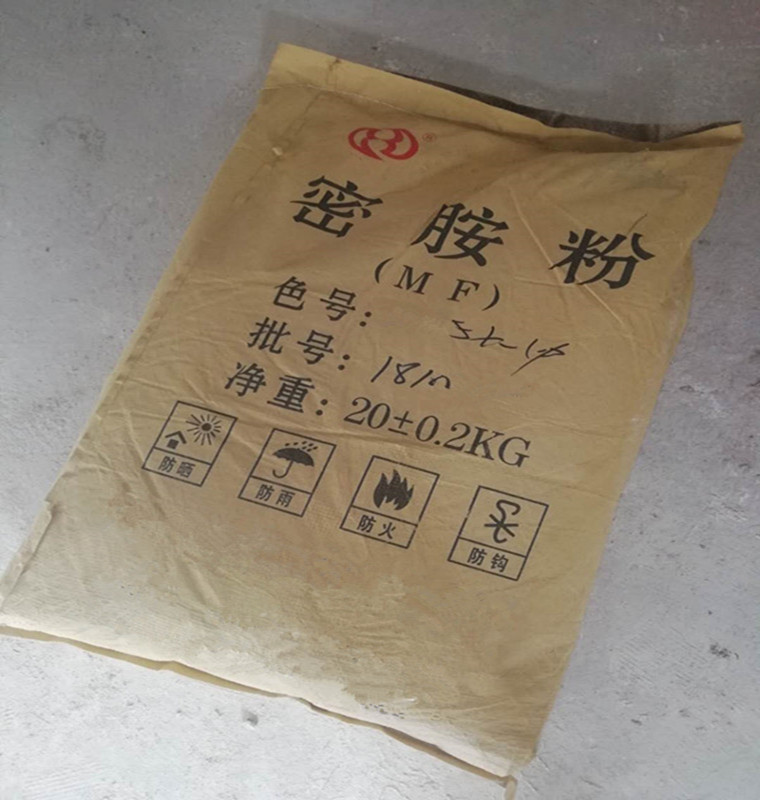 ®
密胺粉
(MF)
色号:
批号: 1810
净重: 20±0.2KG
防晒 防雨 防火 防钩